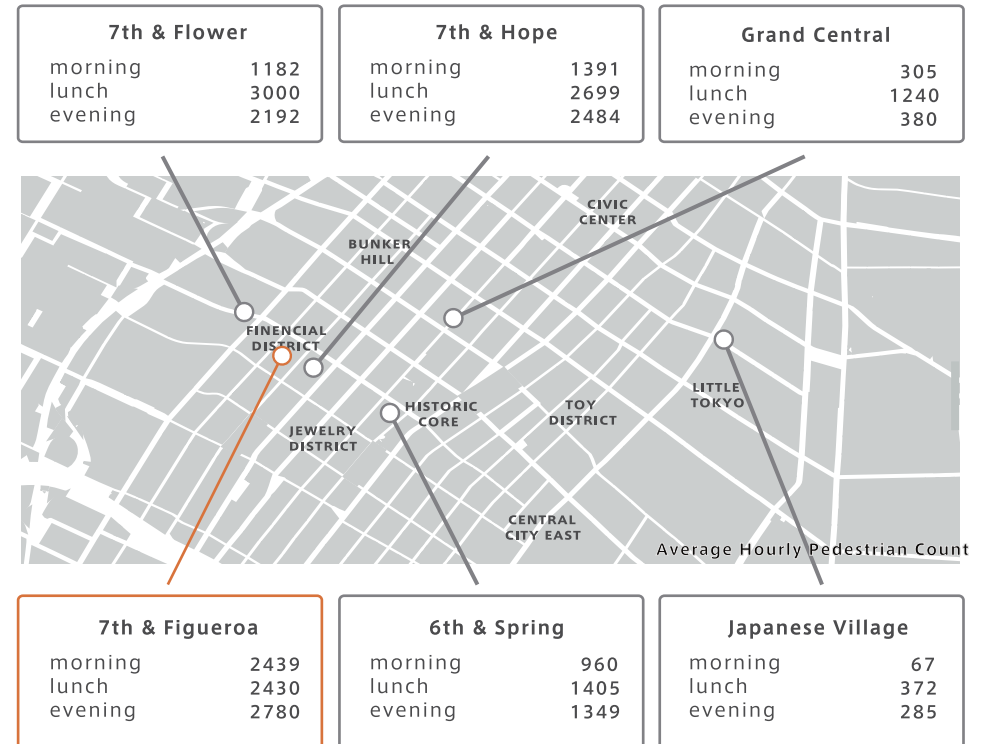 7th & Flower
morning 1182
lunch 3000
evening 2192
7th & Hope
morning 1391
lunch 2699
evening 2484
Grand Central
morning 305
lunch 1240
evening 380
CIVIC
CENTER
BUNKER
HILL
FINENCIAL
DISTRICT
LITTLE
TOKYO
HISTORIC
CORE
TOY
DISTRICT
JEWELRY
DISTRICT
CENTRAL
CITY EAST
Average Hourly Pedestrian Count
7th & Figueroa
morning 2439
lunch 2430
evening 2780
6th & Spring
morning 960
lunch 1405
evening 1349
Japanese Village
morning 67
lunch 372
evening 285